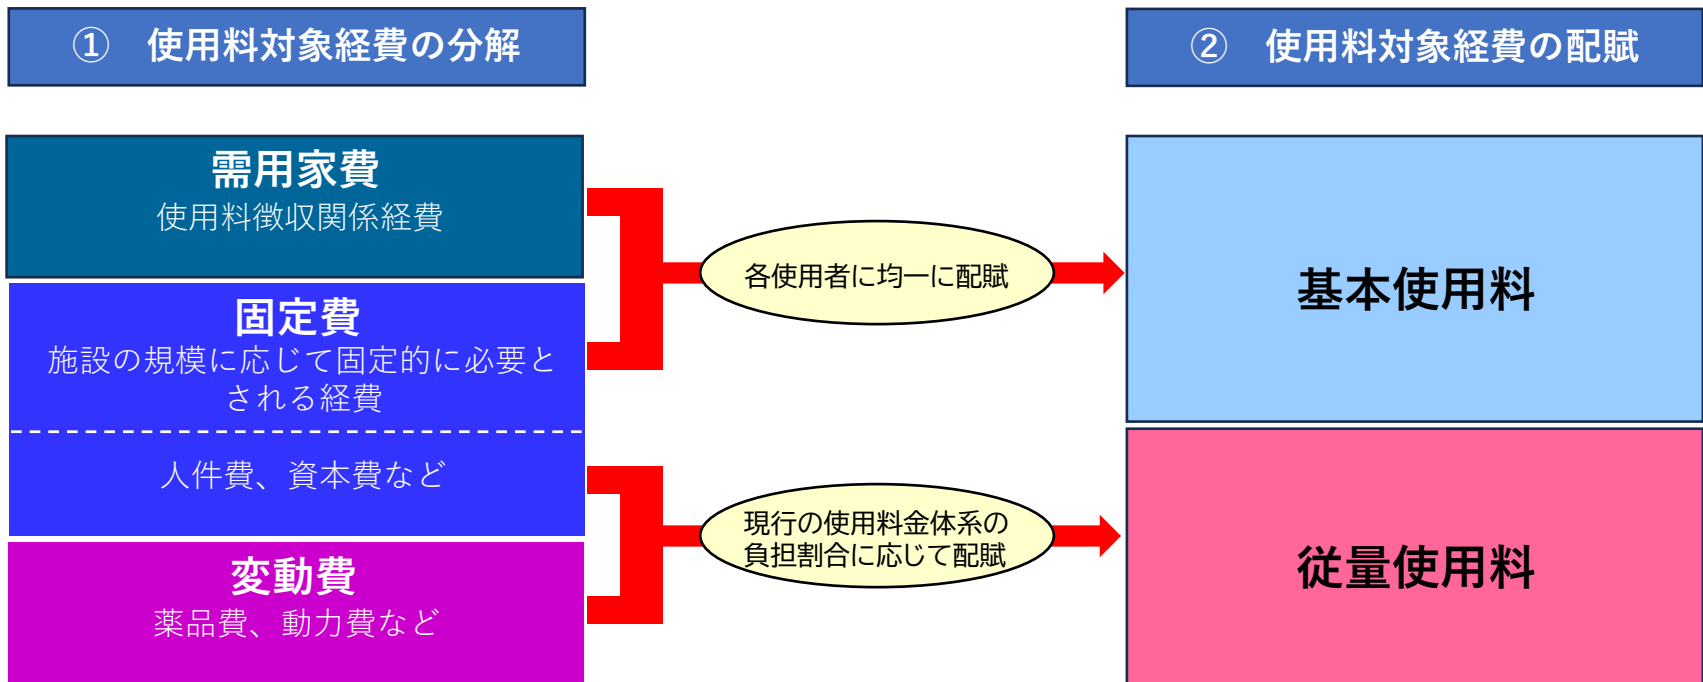 ① 使用料対象経費の分解
② 使用料対象経費の配賦
需用家費
使用料徴収関係経費
固定費
施設の規模に応じて固定的に必要と
される経費
人件費、資本費など
変動費
薬品費、動力費など
各使用者に均一に配賦
現行の使用料金体系の
負担割合に応じて配賦
基本使用料
従量使用料